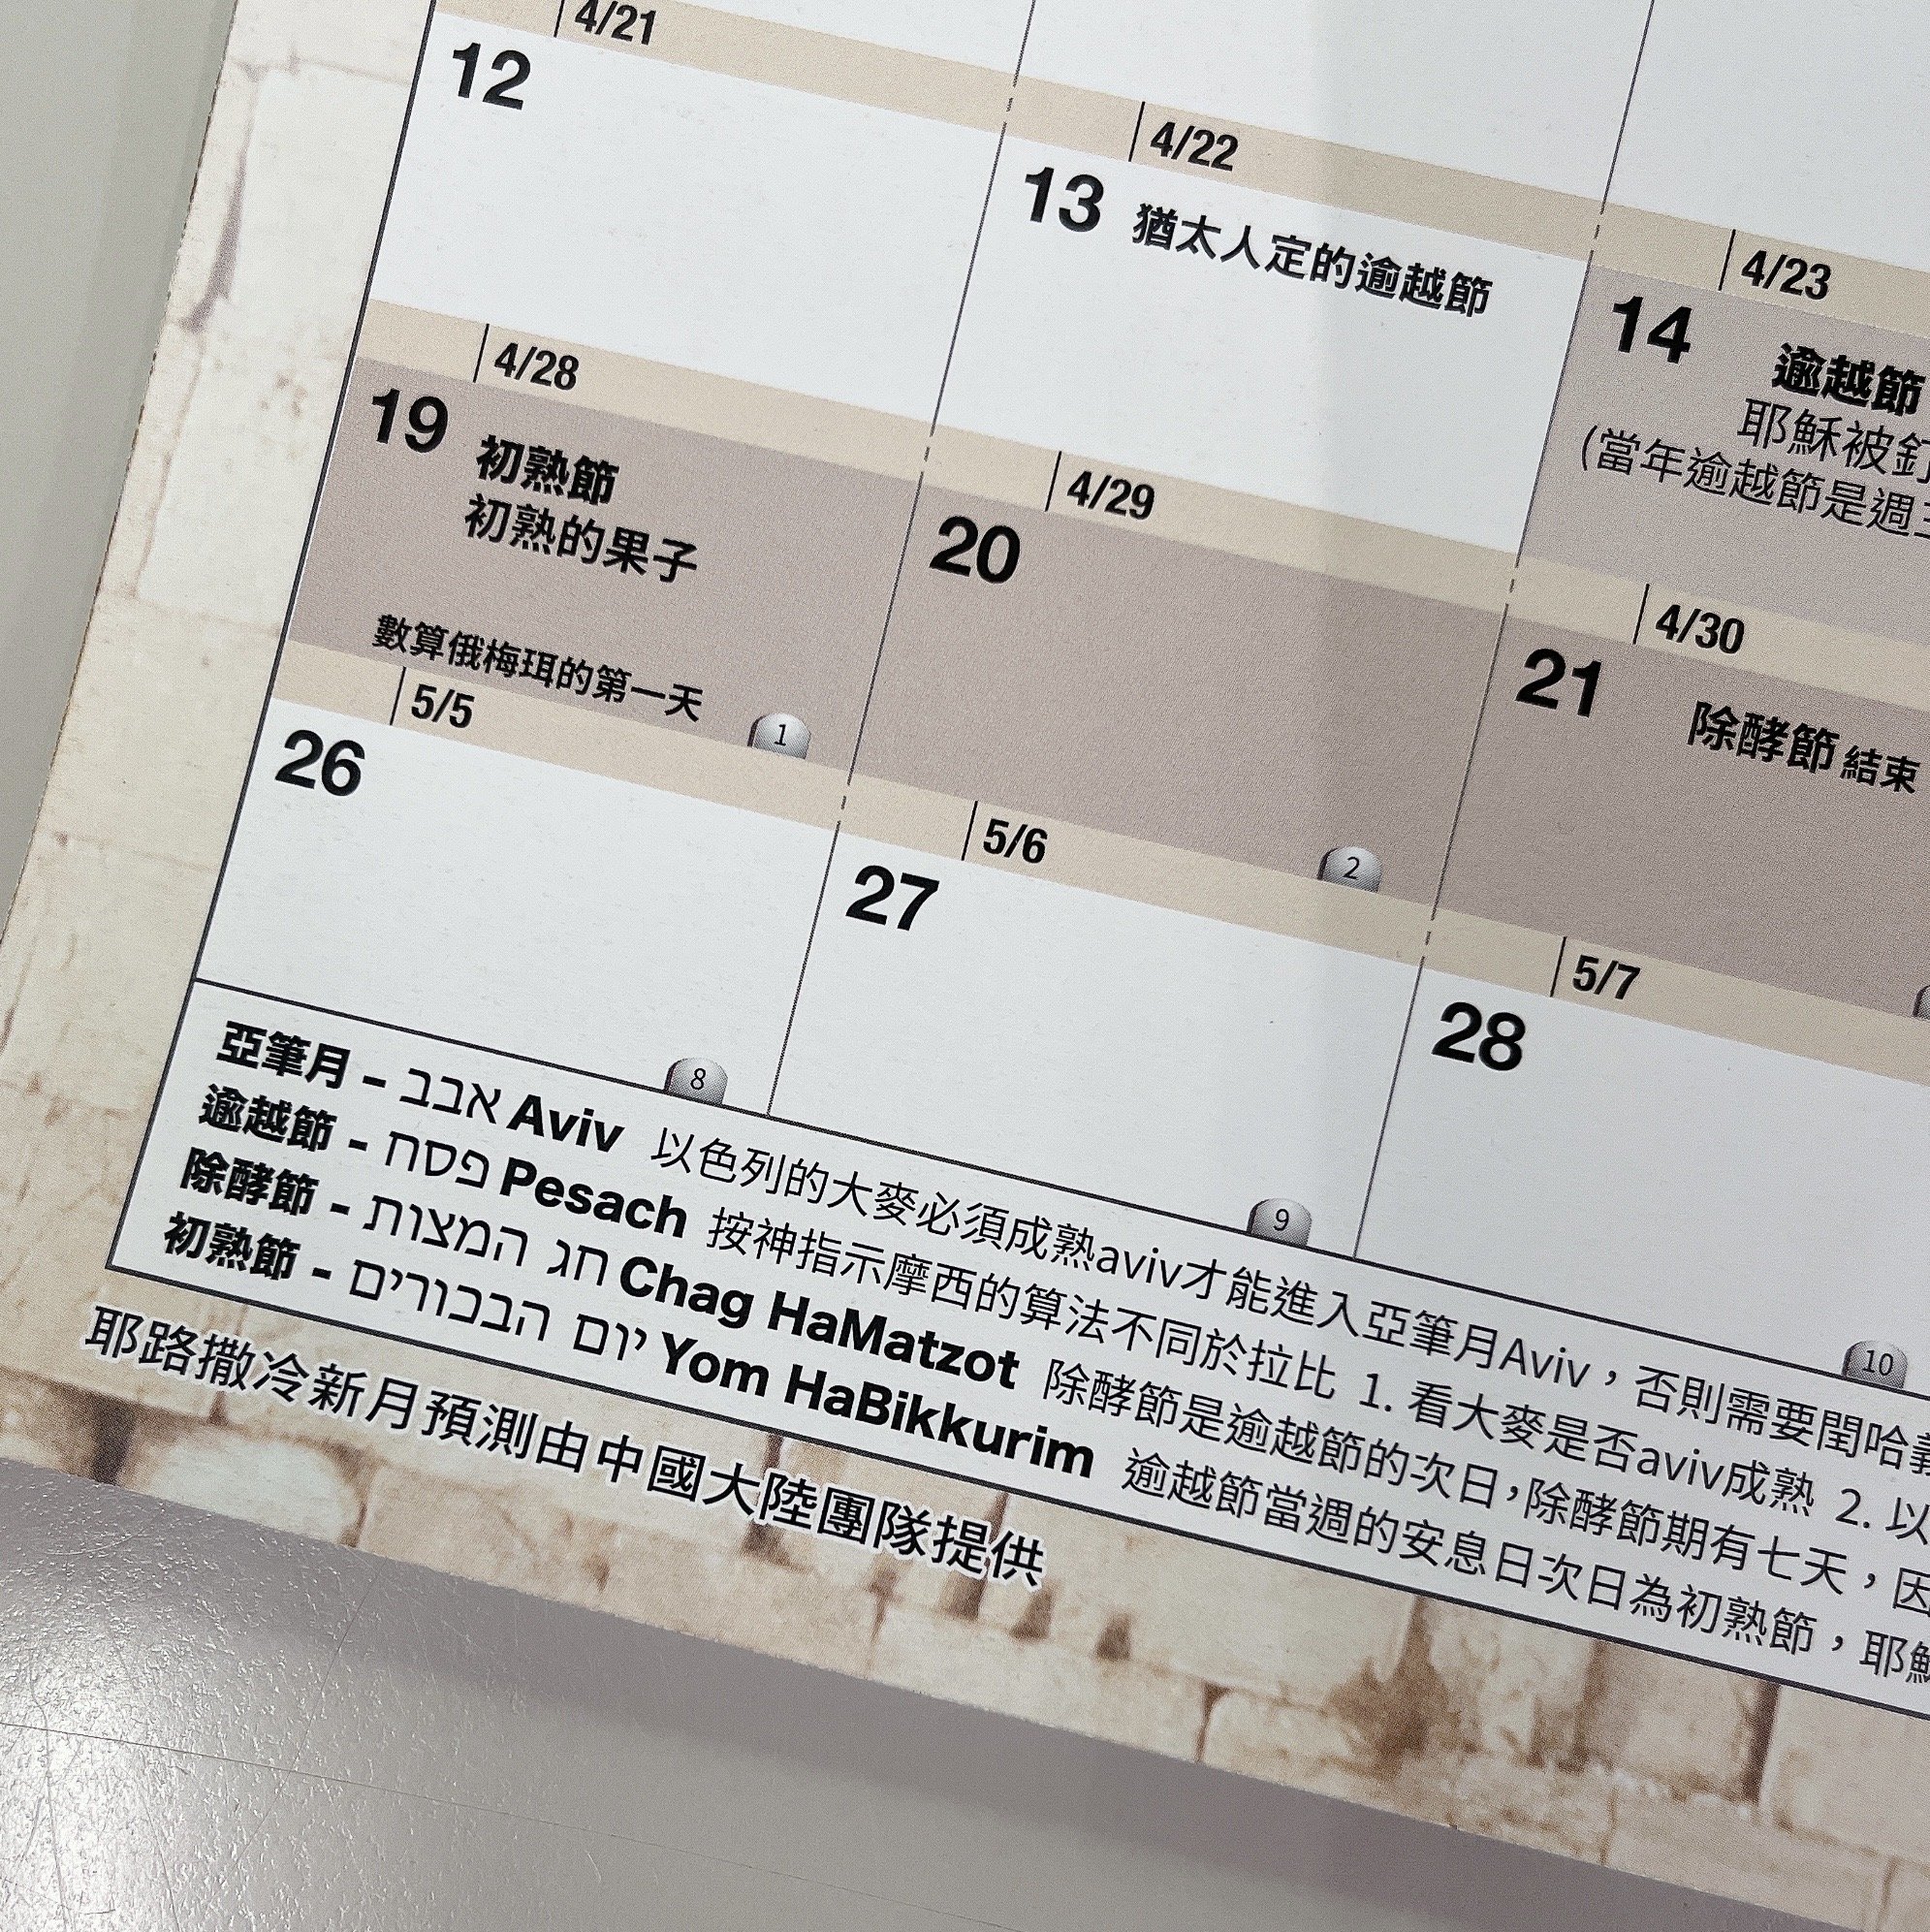 4/21
12
4/22
13 猶太人定的逾越節
4/23
14 逾越節
耶穌被釘
(當年逾越節是週
4/28
19 初熟節
初熟的果子
數算俄梅珥的第一天
1
4/29
20
2
4/30
21 除酵節 結束
5/5
26
8
5/6
27
9
5/7
28
10
亞筆月 - אבב Aviv 以色列的大麥必須成熟aviv才能進入亞筆月Aviv，否則需要閏哈
逾越節 - פסח Pesach 按神指示摩西的算法不同於拉比 1. 看大麥是否aviv成熟 2. 以
除酵節 - חג המצות Chag HaMatzot 除酵節是逾越節的次日,除酵節期有七天，因
初熟節 - יום הבכורים Yom HaBikkurim 逾越節當週的安息日次日為初熟節，耶穌
耶路撒冷新月預測由中國大陸團隊提供